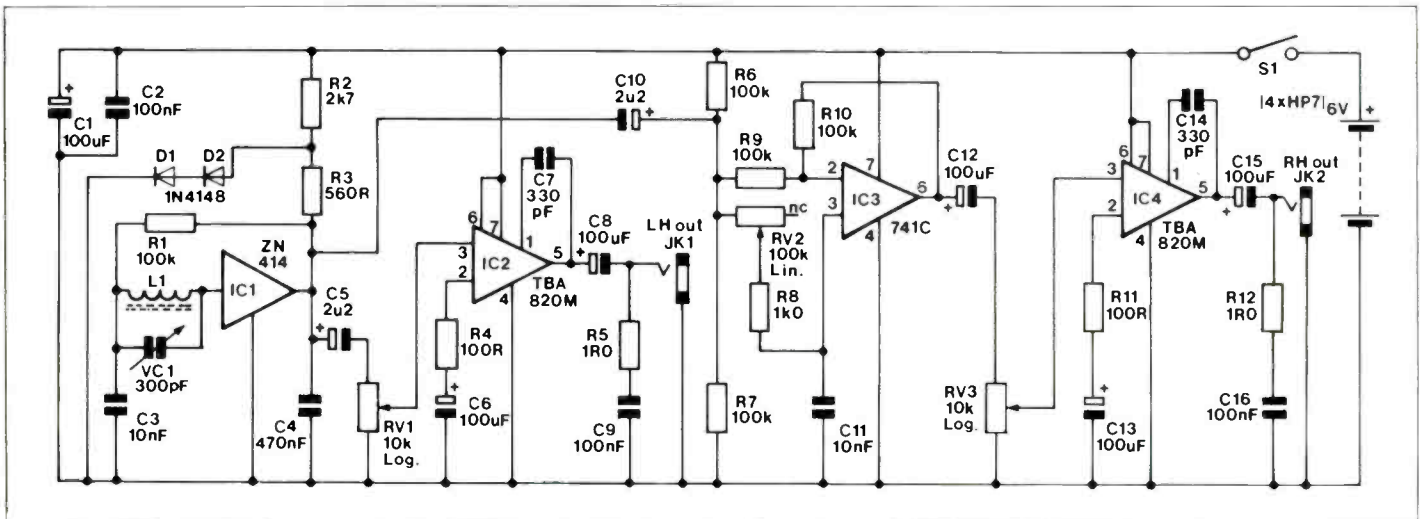 C1
100uF
C2
100nF
R2
2k7
D1
D2
1N4148
R3
560R
R1
100k
L1
ZN
414
IC1
VC1
300pF
C3
10nF
C4
470nF
C5
2u2
+
RV1
10k
Log.
6
7
3
2
1
5
4
IC2
TBA
820M
C7
330
pF
R4
100R
+
C6
100uF
C8
100uF
+
LH out
JK1
R5
1R0
C9
100nF
C10
2u2
+
R6
100k
R9
100k
R10
100k
nc
RV2
100k
Lin.
R8
1k0
R7
100k
C11
10nF
2
3
7
6
4
IC3
741C
C12
100uF
+
RV3
10k
Log.
6
7
3
2
1
5
4
IC4
TBA
820M
C14
330
pF
R11
100R
+
C13
100uF
C15
100uF
+
RH out
JK2
R12
1R0
C16
100nF
S1
|4xHP7| 6V
+
+